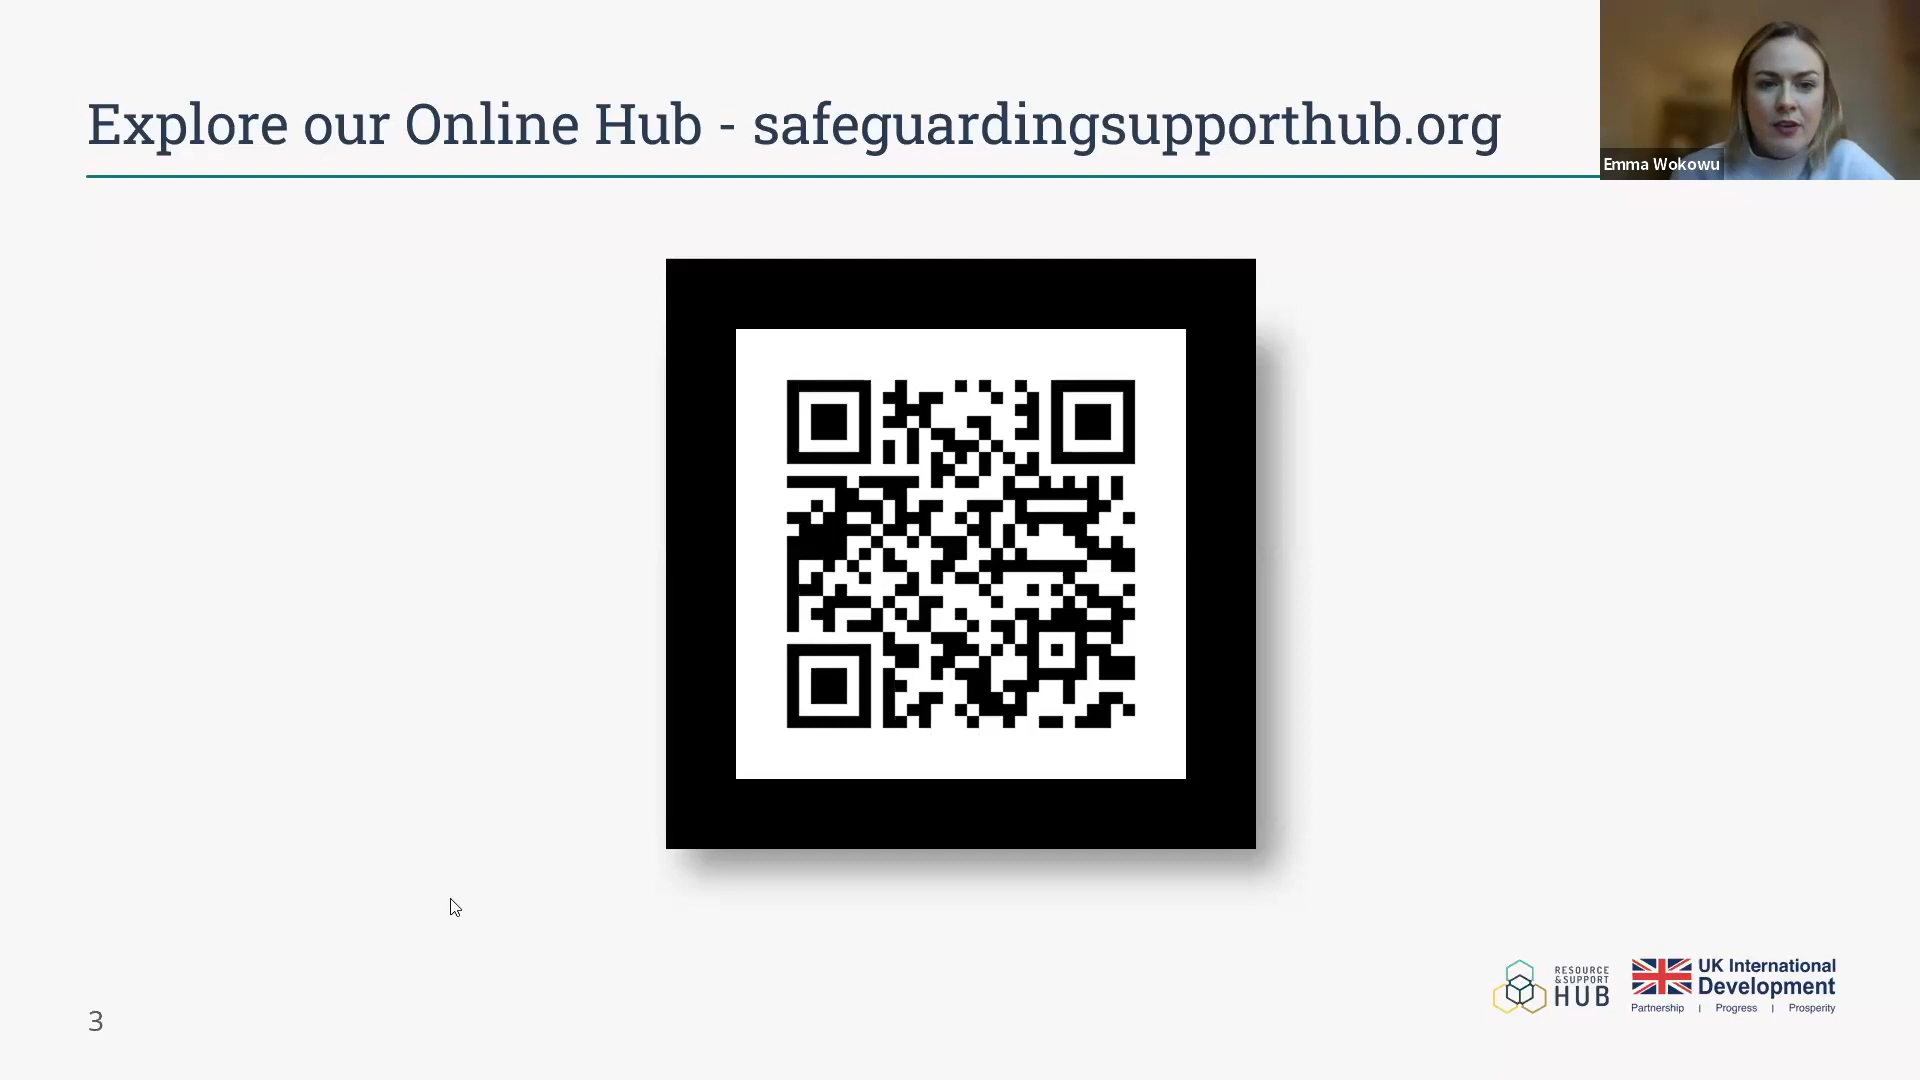 Explore our Online Hub - safeguardingsupporthub.org
Emma Wokowu
RESOURCE
&SUPPORT
HUB
UK International
Development
Partnership | Progress | Prosperity
3